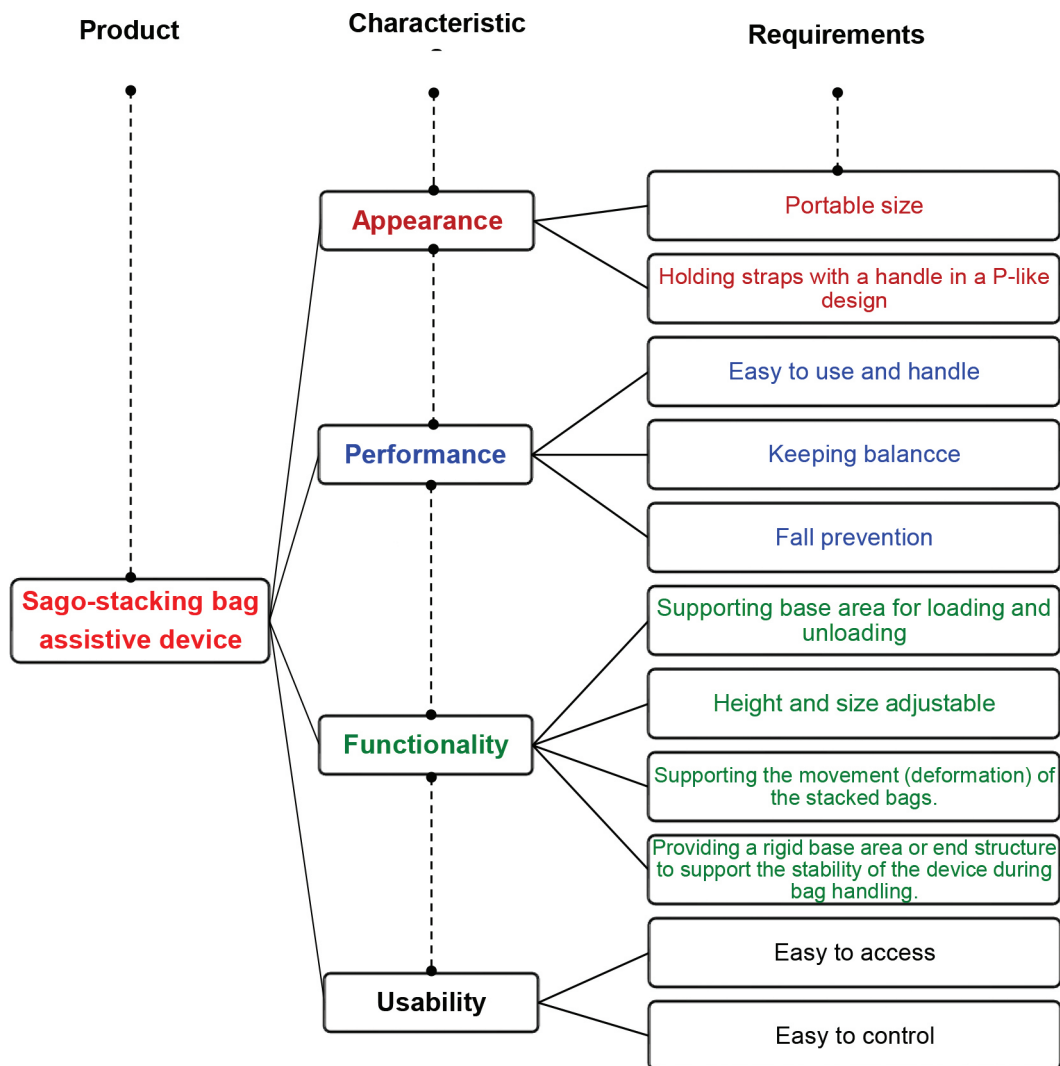 Product
Characteristic
Requirements
Appearance
Portable size
Holding straps with a handle in a P-like
design
Performance
Easy to use and handle
Keeping balancce
Fall prevention
Sago-stacking bag
assistive device
Functionality
Supporting base area for loading and
unloading
Height and size adjustable
Supporting the movement (deformation) of
the stacked bags.
Providing a rigid base area or end structure
to support the stability of the device during
bag handling.
Usability
Easy to access
Easy to control